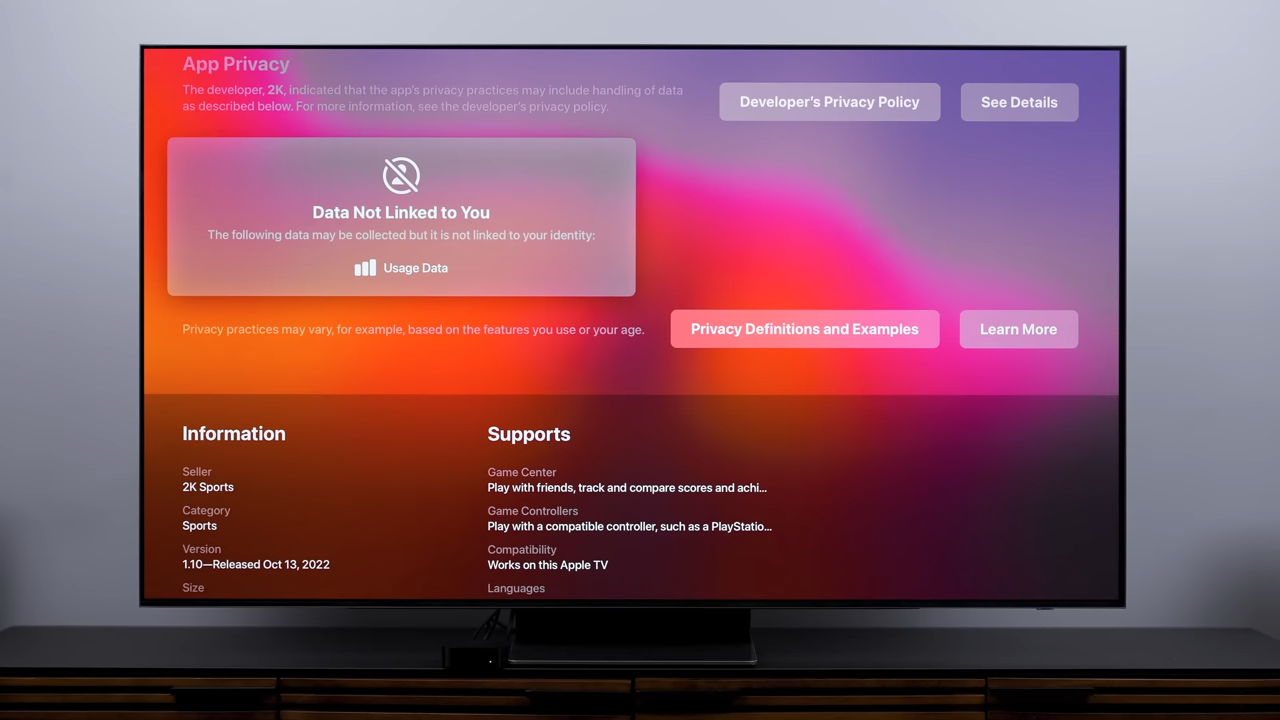 App Privacy
The developer, 2K, indicated that the app's privacy practices may include handling of data
as described below. For more information, see the developer's privacy policy.
Developer's Privacy Policy
See Details
Data Not Linked to You
The following data may be collected but it is not linked to your identity:
Usage Data
Privacy practices may vary, for example, based on the features you use or your age.
Privacy Definitions and Examples
Learn More
Information
Seller
2K Sports
Category
Sports
Version
1.10—Released Oct 13, 2022
Size
Supports
Game Center
Play with friends, track and compare scores and achi...
Game Controllers
Play with a compatible controller, such as a PlayStatio...
Compatibility
Works on this Apple TV
Languages